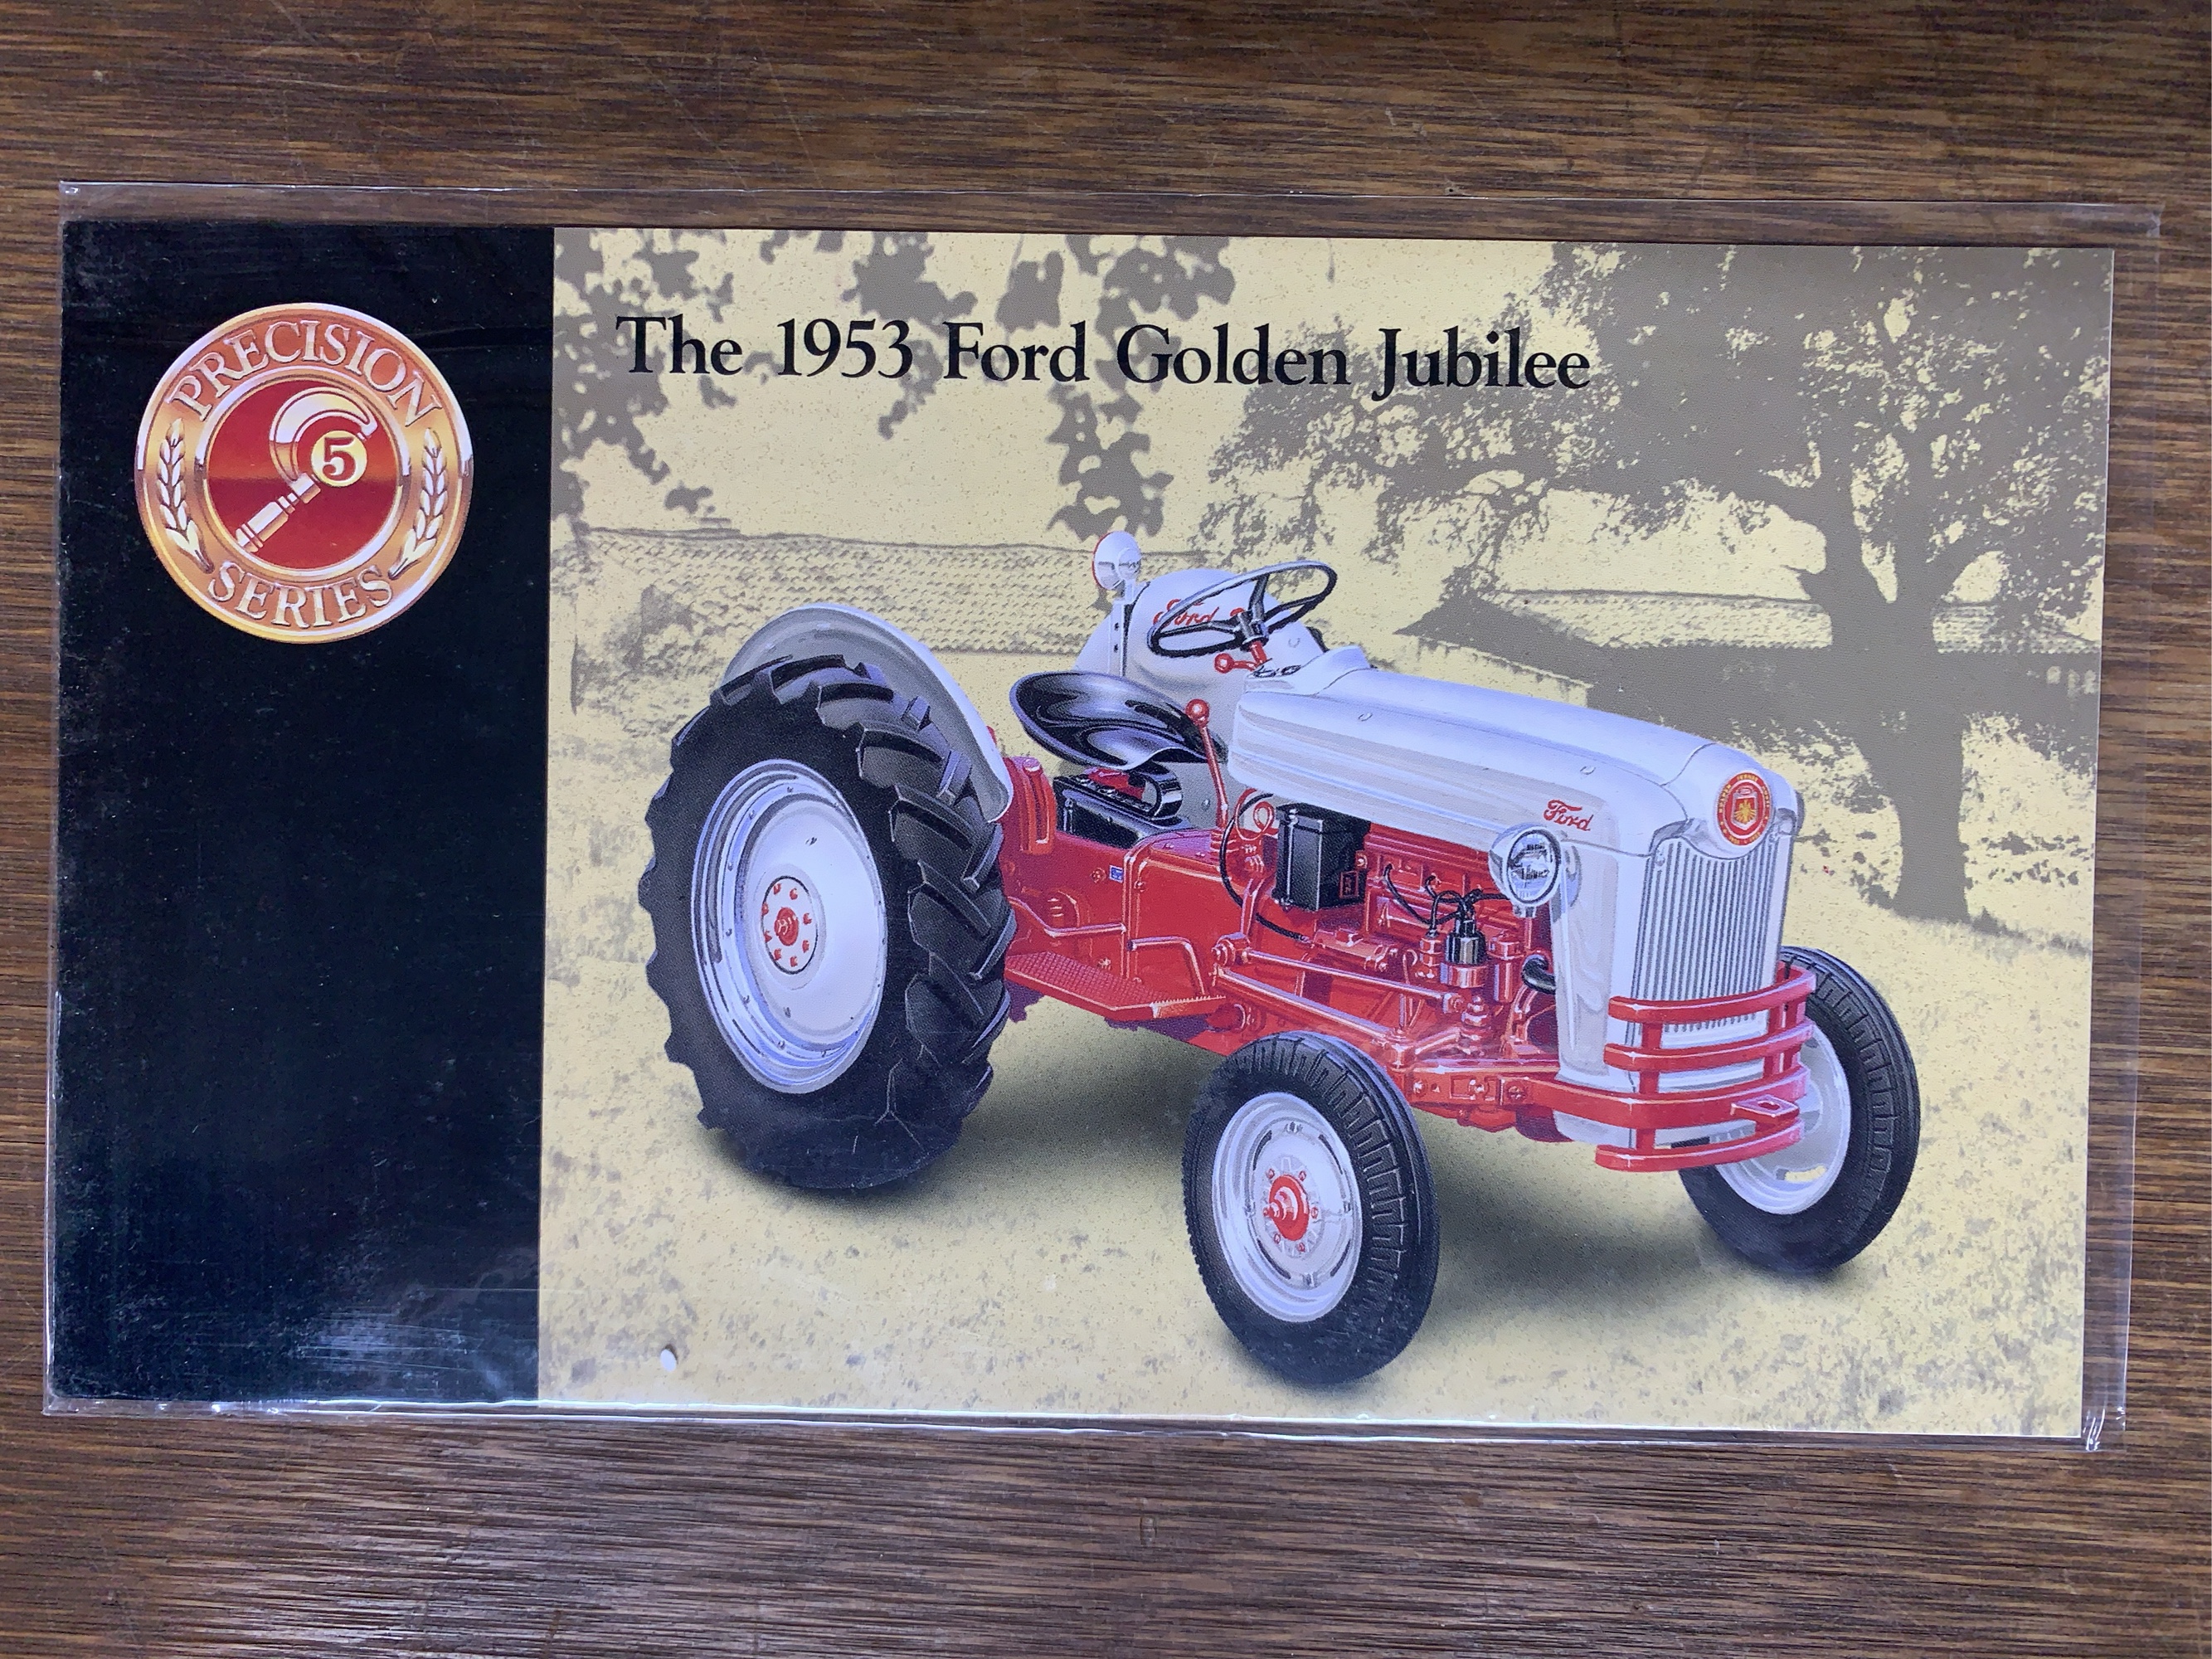 The 1953 Ford Golden Jubilee
PRECISION
5
SERIES
Ford
Ford